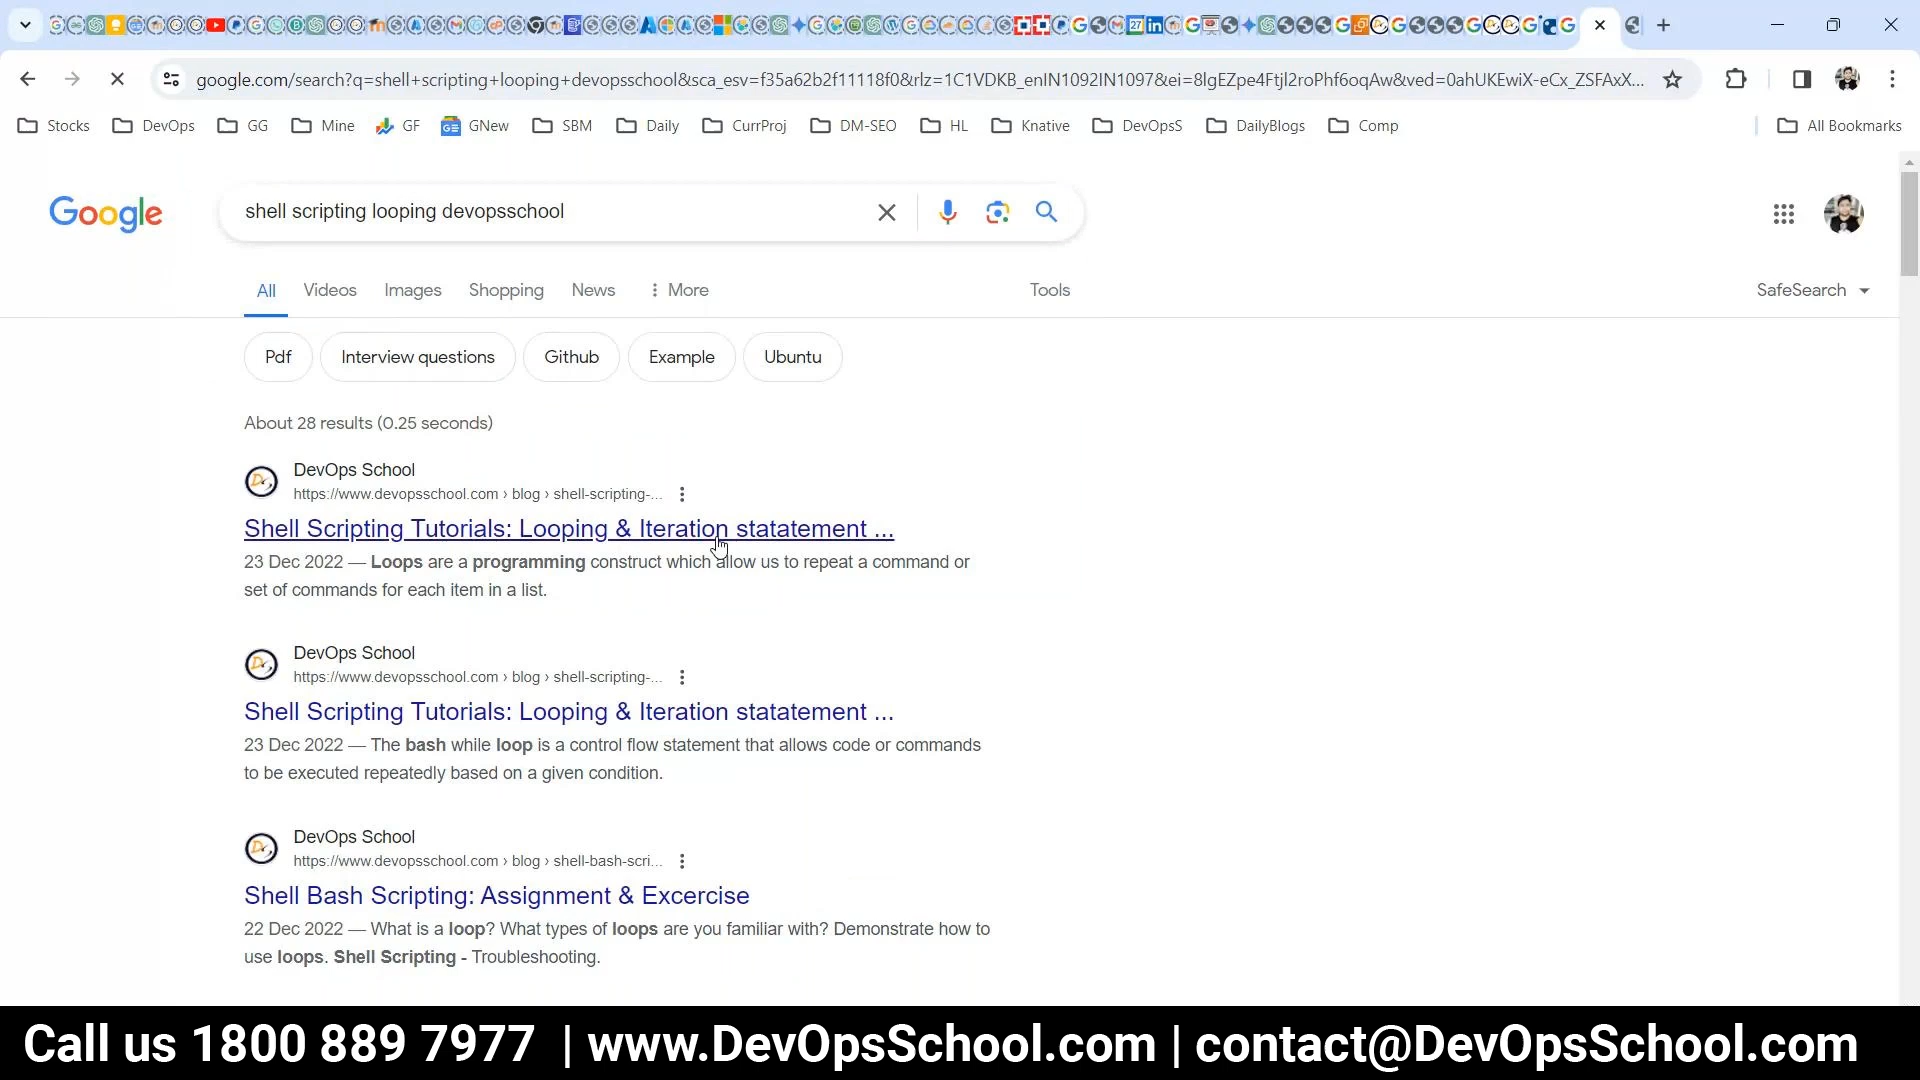 google.com/search?q=shell+scripting+looping+devopsschool&sca_esv=f35a62b2f11118f0&rlz=1C1VDKB_enIN1092IN1097&ei=8lgEZpe4Ftjl2roPhf6oqAw&ved=0ahUKEwiX-eCx_ZSFAxX...
Stocks DevOps GG Mine GF GNew SBM Daily CurrProj DM-SEO HL Knative DevOpsS DailyBlogs Comp All Bookmarks
Google
shell scripting looping devopsschool
All Videos Images Shopping News More Tools SafeSearch
Pdf Interview questions Github Example Ubuntu
About 28 results (0.25 seconds)
DevOps School
https://www.devopsschool.com › blog › shell-scripting-...
Shell Scripting Tutorials: Looping & Iteration statatement ...
23 Dec 2022 — Loops are a programming construct which allow us to repeat a command or
set of commands for each item in a list.
DevOps School
https://www.devopsschool.com › blog › shell-scripting-...
Shell Scripting Tutorials: Looping & Iteration statatement ...
23 Dec 2022 — The bash while loop is a control flow statement that allows code or commands
to be executed repeatedly based on a given condition.
DevOps School
https://www.devopsschool.com › blog › shell-bash-scri...
Shell Bash Scripting: Assignment & Excercise
22 Dec 2022 — What is a loop? What types of loops are you familiar with? Demonstrate how to
use loops. Shell Scripting - Troubleshooting.
Call us 1800 889 7977 | www.DevOpsSchool.com | contact@DevOpsSchool.com